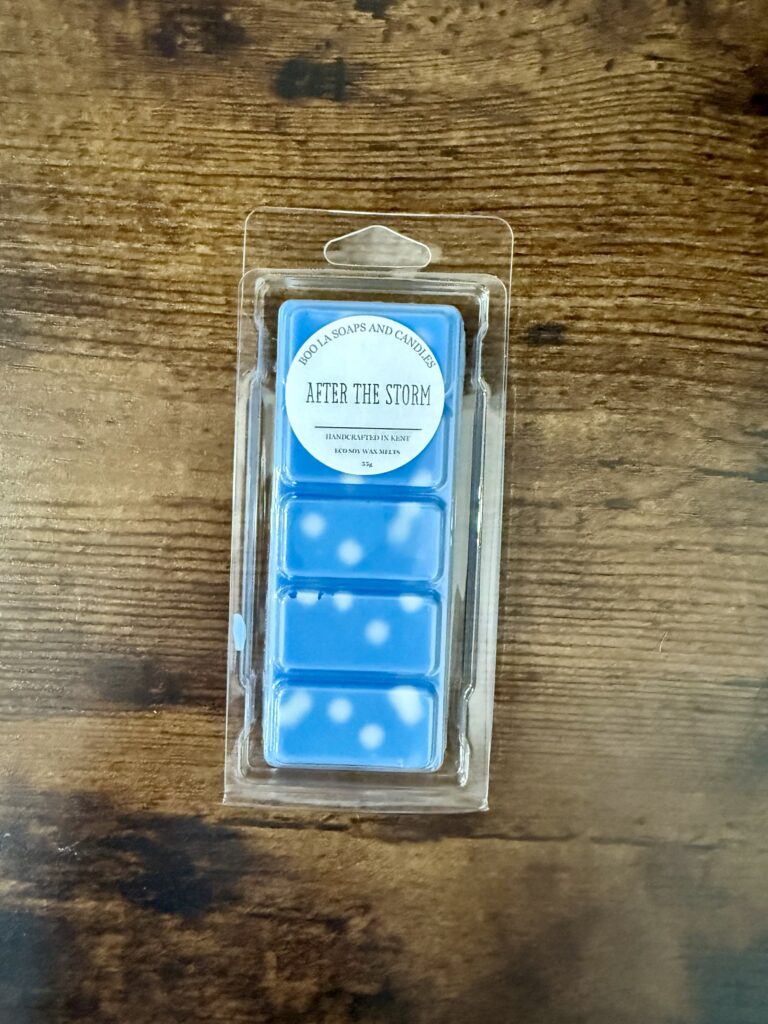 BOO LA SOAPS AND CANDLES
AFTER THE STORM
HANDCRAFTED IN KENT
ECO SOY WAX MELTS
55g